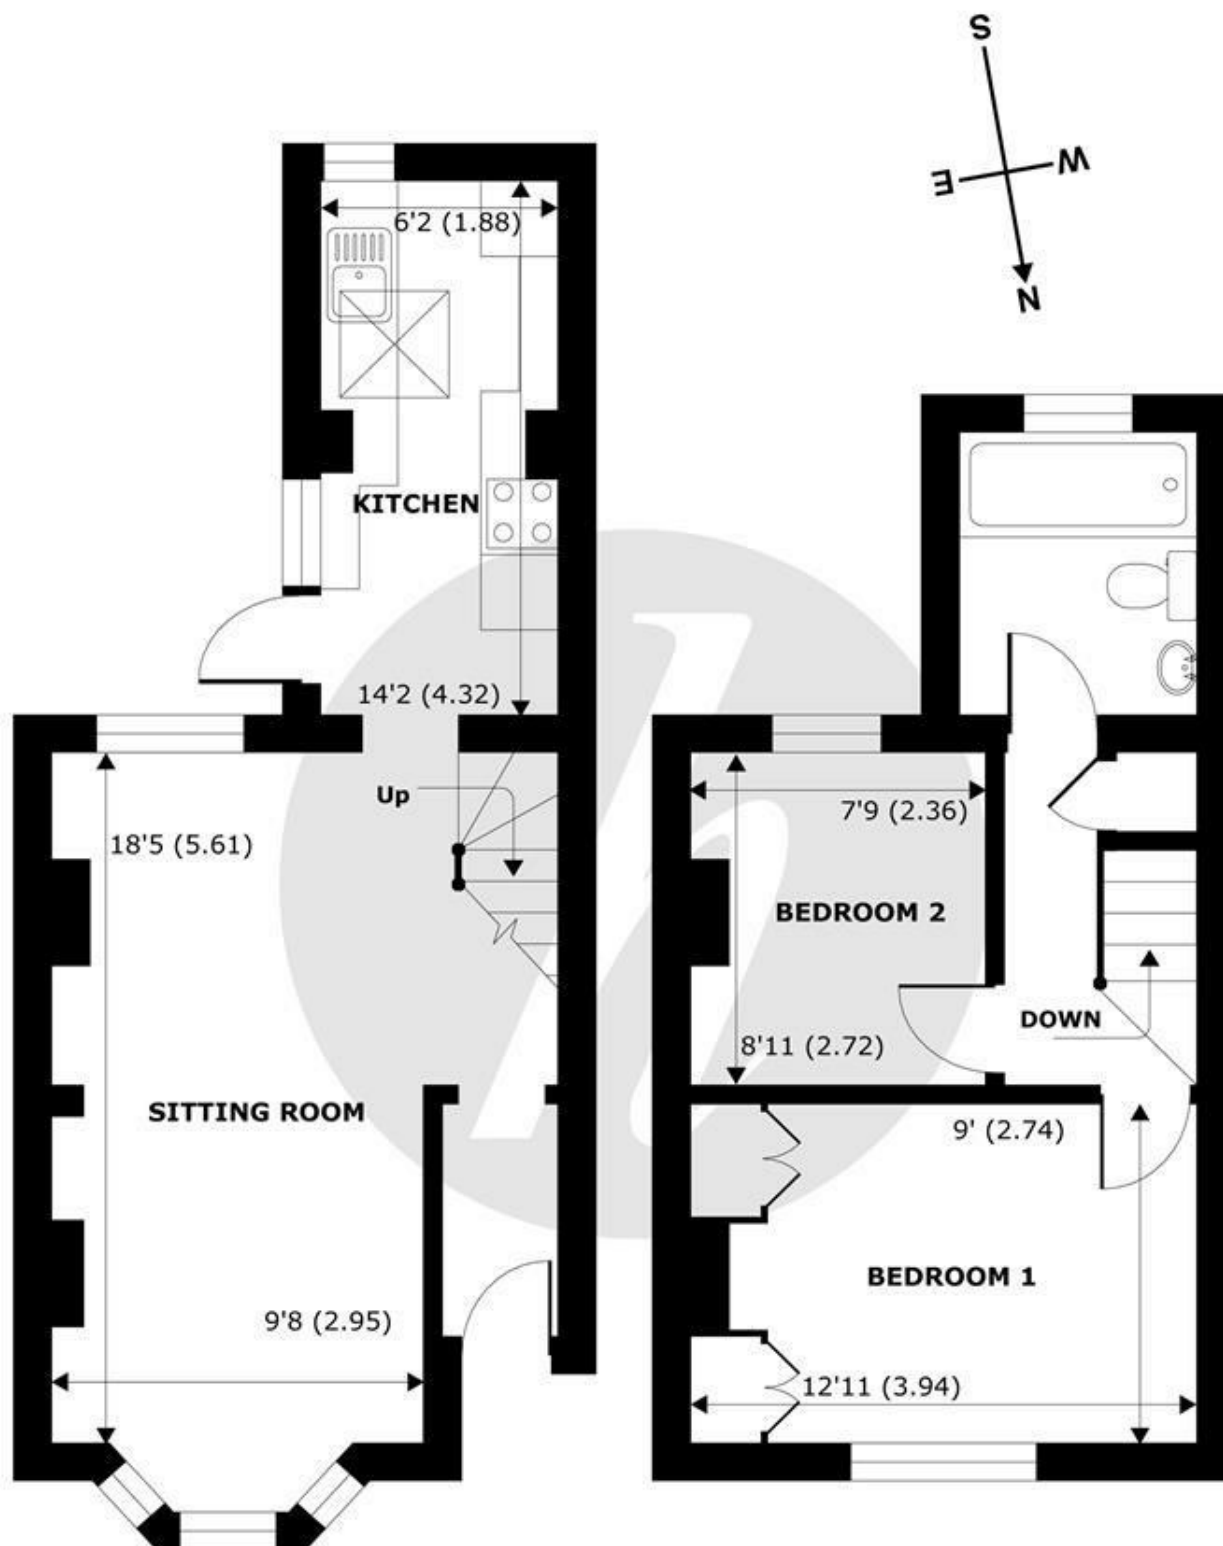 S
W
E
N
6'2 (1.88)
KITCHEN
14'2 (4.32)
Up
18'5 (5.61)
SITTING ROOM
9'8 (2.95)
7'9 (2.36)
BEDROOM 2
DOWN
8'11 (2.72)
9' (2.74)
BEDROOM 1
12'11 (3.94)
h